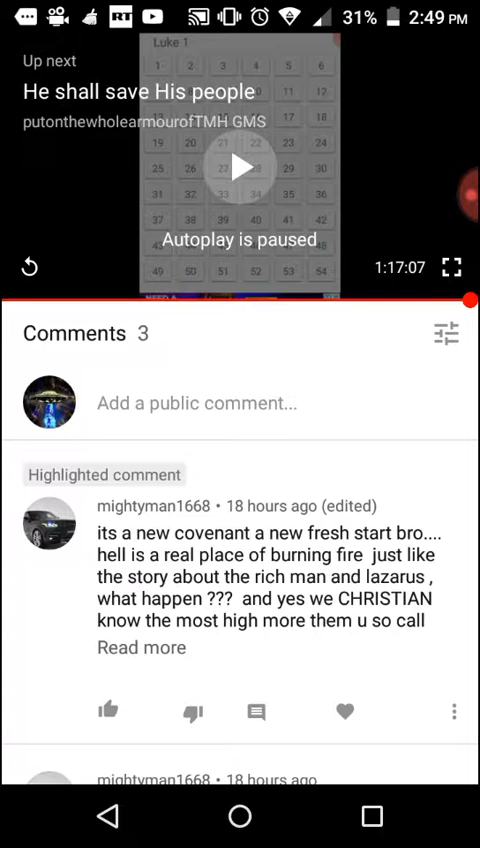 RT 31% 2:49 PM
Luke 1
Up next
1 2 3 4 5 6
He shall save His people 11 12
putonthewholearmourofTMH GMS 17 18
19 20 21 22 23 24
25 26 27 28 29 30
31 32 33 34 35 36
37 38 39 40 41 42
Autoplay is paused 48
49 50 51 52 53 54
1:17:07
Comments 3
Add a public comment...
Highlighted comment
mightyman1668 • 18 hours ago (edited)
its a new covenant a new fresh start bro....
hell is a real place of burning fire just like
the story about the rich man and lazarus ,
what happen ??? and yes we CHRISTIAN
know the most high more them u so call
Read more
mightyman1668 • 18 hours ago